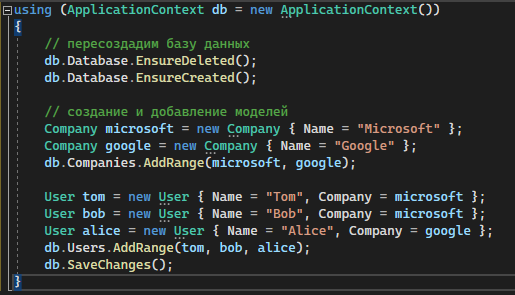 using (ApplicationContext db = new ApplicationContext())
{
    // пересоздадим базу данных
    db.Database.EnsureDeleted();
    db.Database.EnsureCreated();

    // создание и добавление моделей
    Company microsoft = new Company { Name = "Microsoft" };
    Company google = new Company { Name = "Google" };
    db.Companies.AddRange(microsoft, google);

    User tom = new User { Name = "Tom", Company = microsoft };
    User bob = new User { Name = "Bob", Company = microsoft };
    User alice = new User { Name = "Alice", Company = google };
    db.Users.AddRange(tom, bob, alice);
    db.SaveChanges();
}